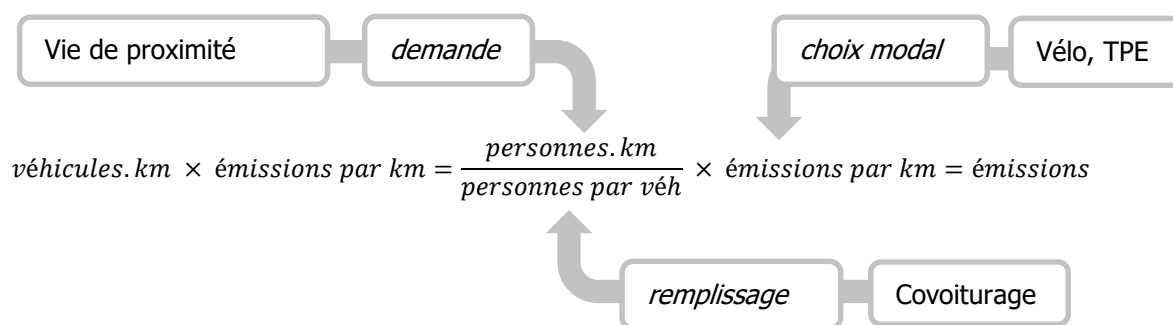 Vie de proximité
demande
choix modal
Vélo, TPE
véhicules.km × émissions par km = personnes.km / personnes par véh × émissions par km = émissions
remplissage
Covoiturage